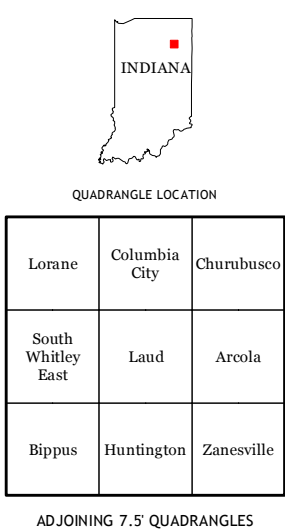 INDIANA
QUADRANGLE LOCATION
Lorane
Columbia
City
Churubusco
South
Whitley
East
Laud
Arcola
Bippus
Huntington
Zanesville
ADJOINING 7.5' QUADRANGLES